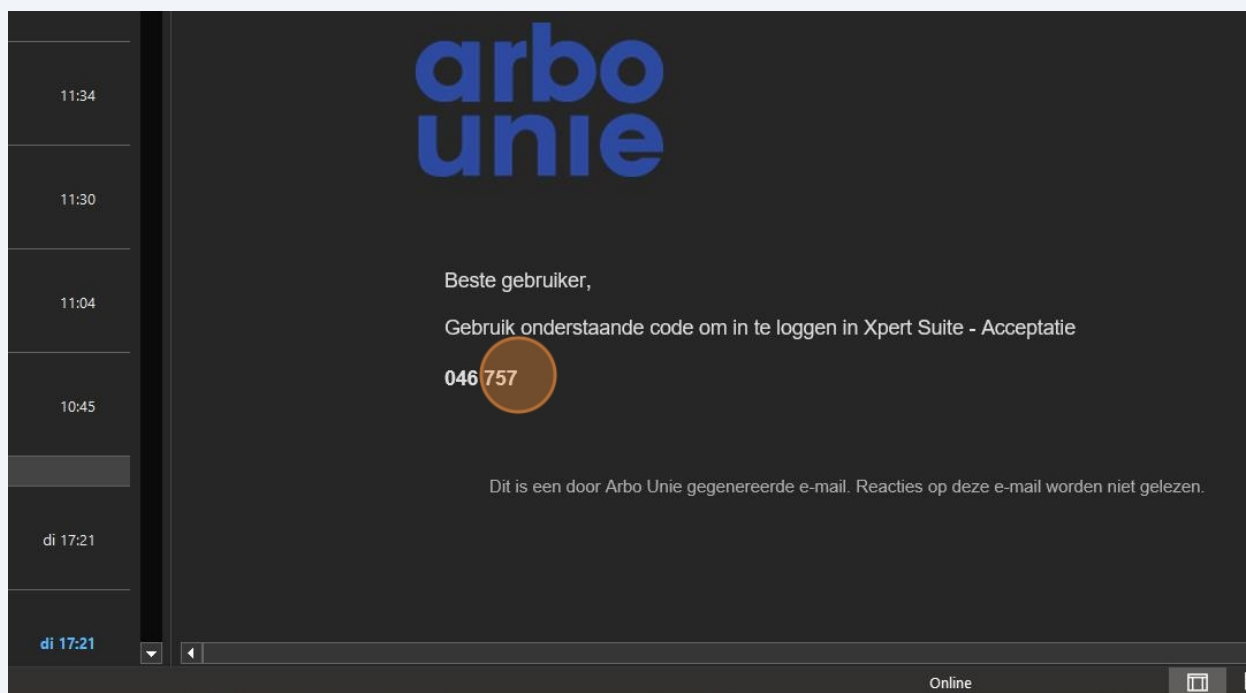 11:34
11:30
11:04
10:45
di 17:21
di 17:21
arbo
unie
Beste gebruiker,
Gebruik onderstaande code om in te loggen in Xpert Suite - Acceptatie
046 757
Dit is een door Arbo Unie gegenereerde e-mail. Reacties op deze e-mail worden niet gelezen.
Online